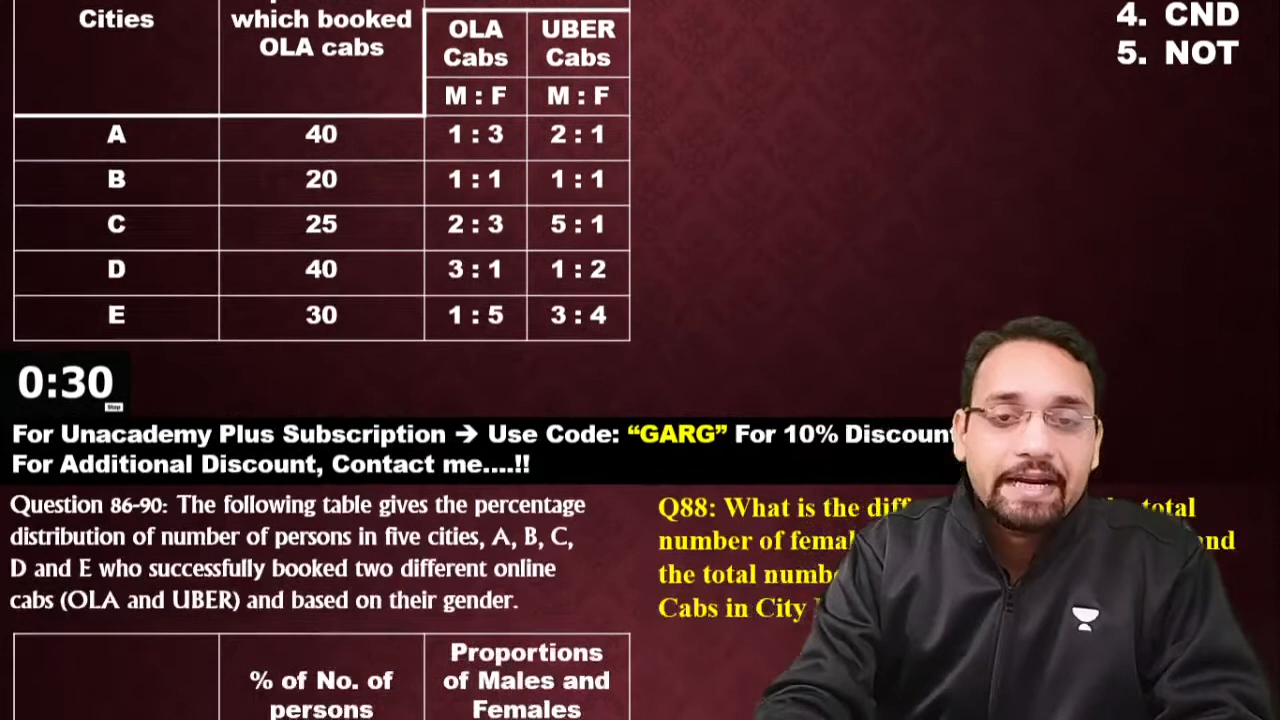 Cities
which booked
OLA cabs
OLA
Cabs
UBER
Cabs
M : F
M : F
A 40 1 : 3 2 : 1
B 20 1 : 1 1 : 1
C 25 2 : 3 5 : 1
D 40 3 : 1 1 : 2
E 30 1 : 5 3 : 4
4. CND
5. NOT
0:30
Stop
For Unacademy Plus Subscription → Use Code: “GARG” For 10% Discount
For Additional Discount, Contact me....!!
Question 86-90: The following table gives the percentage
distribution of number of persons in five cities, A, B, C,
D and E who successfully booked two different online
cabs (OLA and UBER) and based on their gender.
Q88: What is the total
number of
the total
Cabs in City
% of No. of
persons
Proportions
of Males and
Females